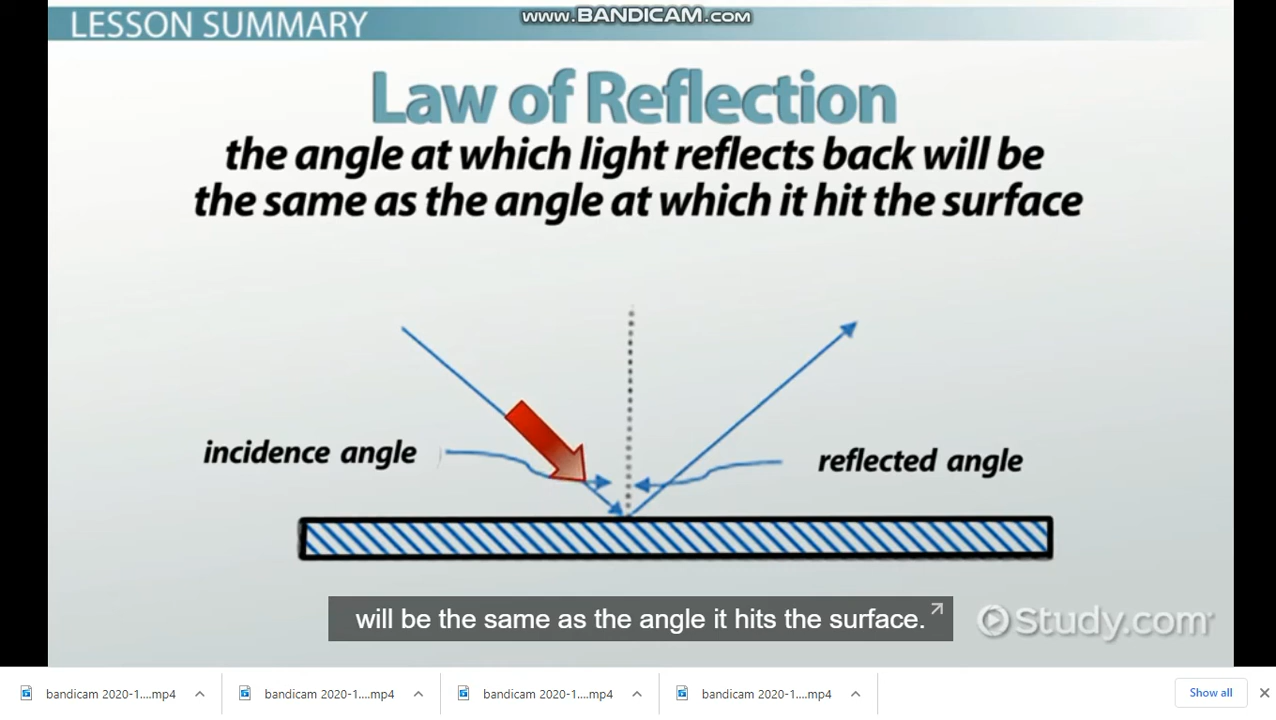 www.BANDICAM.com
LESSON SUMMARY
Law of Reflection
the angle at which light reflects back will be
the same as the angle at which it hit the surface
incidence angle
reflected angle
will be the same as the angle it hits the surface.
Study.com
bandicam 2020-1....mp4
bandicam 2020-1....mp4
bandicam 2020-1....mp4
bandicam 2020-1....mp4
Show all